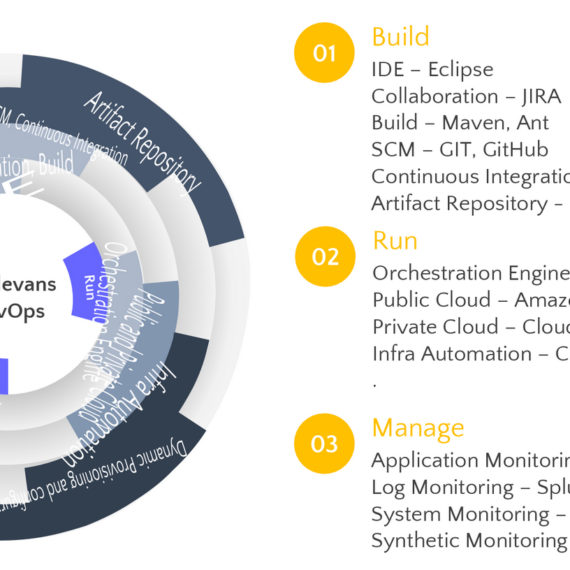 Artifact Repository
CM, Continuous Integration
ation, Build
Run
levans
vOps
Orchestration Engine
Public and Private Cloud
Infra Automation
Dynamic Provisioning and configur
01
Build
IDE – Eclipse
Collaboration – JIRA
Build – Maven, Ant
SCM – GIT, GitHub
Continuous Integratio
Artifact Repository -
02
Run
Orchestration Engine
Public Cloud – Amaz
Private Cloud – Cloud
Infra Automation – C
.
03
Manage
Application Monitorin
Log Monitoring – Splu
System Monitoring –
Synthetic Monitoring